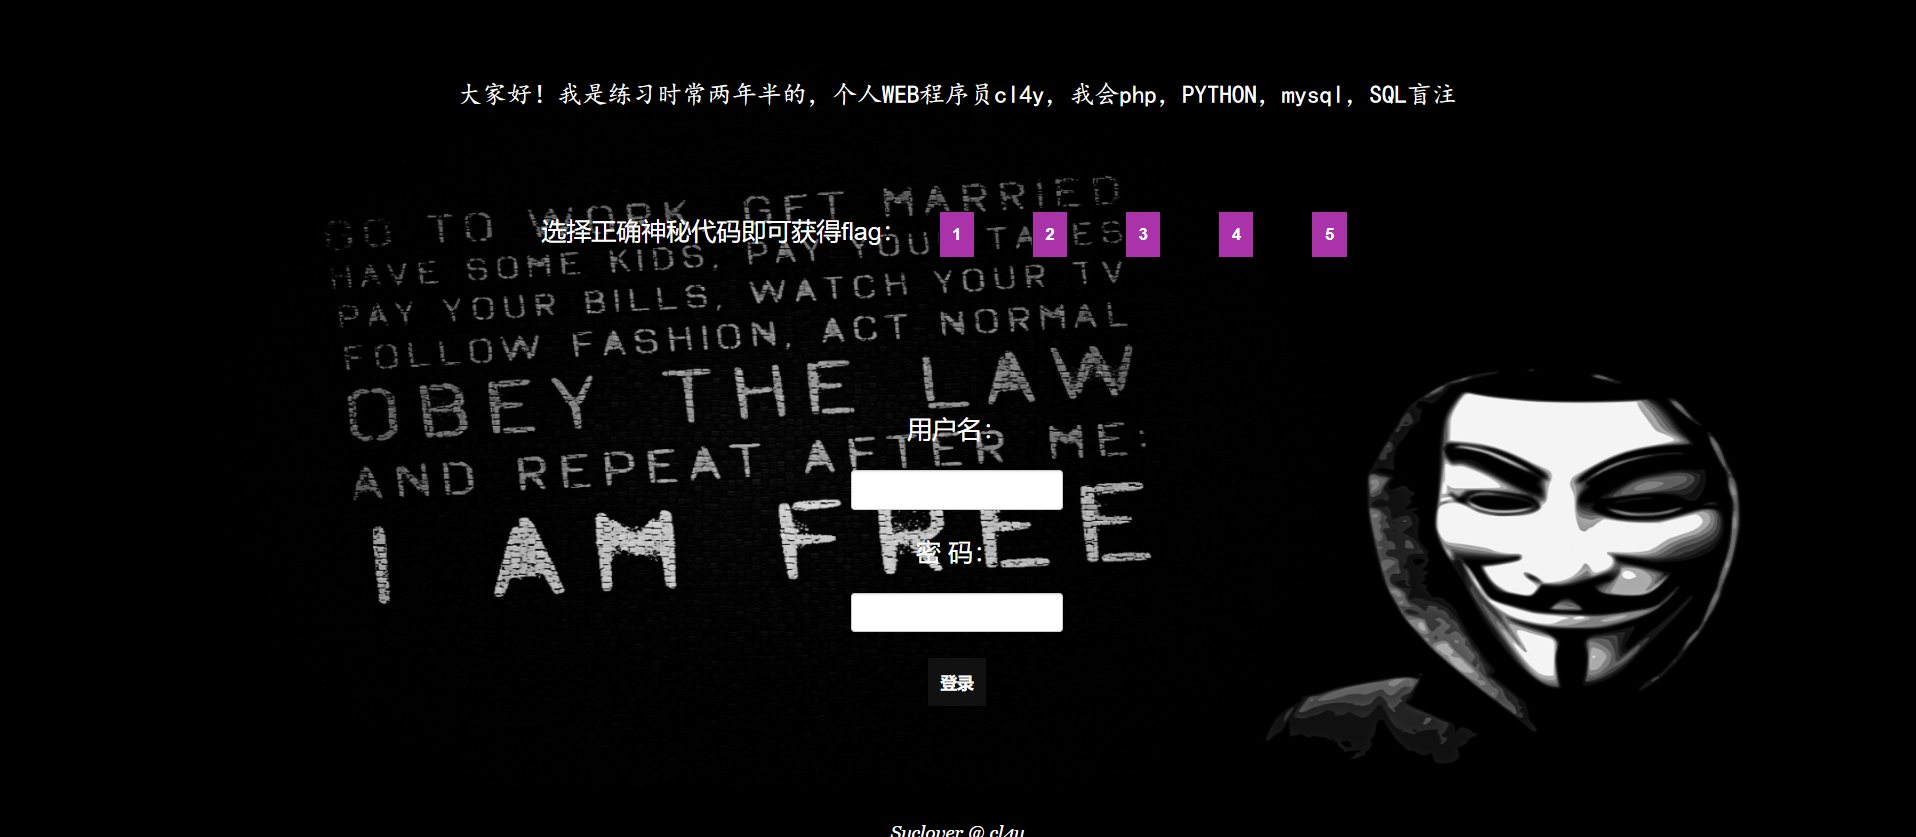 大家好！我是练习时常两年半的，个人WEB程序员cl4y，我会php，PYTHON，mysql，SQL盲注
GO TO WORK, GET MARRIED
选择正确神秘代码即可获得flag： 1 2 3 4 5
HAVE SOME KIDS, PAY YOUR TAXES
PAY YOUR BILLS, WATCH YOUR TV
FOLLOW FASHION, ACT NORMAL
OBEY THE LAW
用户名：
AND REPEAT AFTER ME:
I AM FREE
密 码：
登录
Syclover @ cl4y